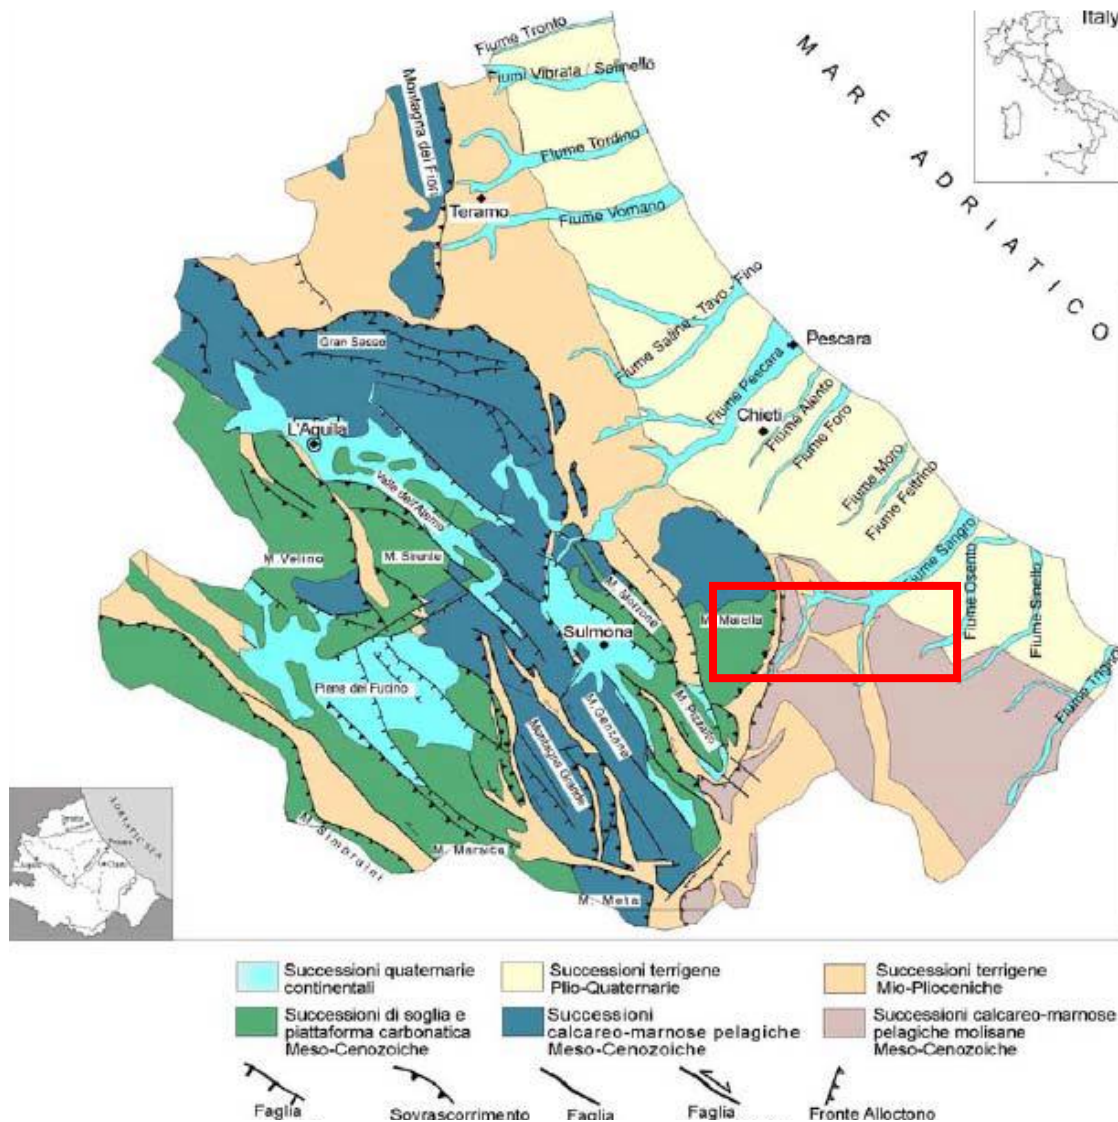 Italy
MARE ADRIATICO
Fiume Tronto
Fiumi Vibrata / Salinello
Montagna dei Fiori
Fiume Tordino
Teramo
Fiume Vomano
Fiume Saline - Tavo - Fino
Gran Sasso
Pescara
Fiume Pescara
Chieti
Fiume Alento
Fiume Foro
L'Aquila
Fiume Moro
Fiume Feltrino
Valle dell'Aterno
Fiume Sangro
M. Velino
M. Sirente
Fiume Osento
Fiume Sinello
M. Morrone
M. Maiella
Sulmona
Fiume Trigno
Piana del Fucino
M. Genzana
M. Pizzalto
Montagna Grande
M. Simbruini
M. Marsica
M. Meta
ADRIATIC SEA
Successioni quaternarie
continentali
Successioni terrigene
Plio-Quaternarie
Successioni terrigene
Mio-Plioceniche
Successioni di soglia e
piattaforma carbonatica
Meso-Cenozoiche
Successioni
calcareo-marnose pelagiche
Meso-Cenozoiche
Successioni calcareo-marnose
pelagiche molisane
Meso-Cenozoiche
Faglia
Sovrascorrimento
Faglia
Faglia
Fronte Alloctono